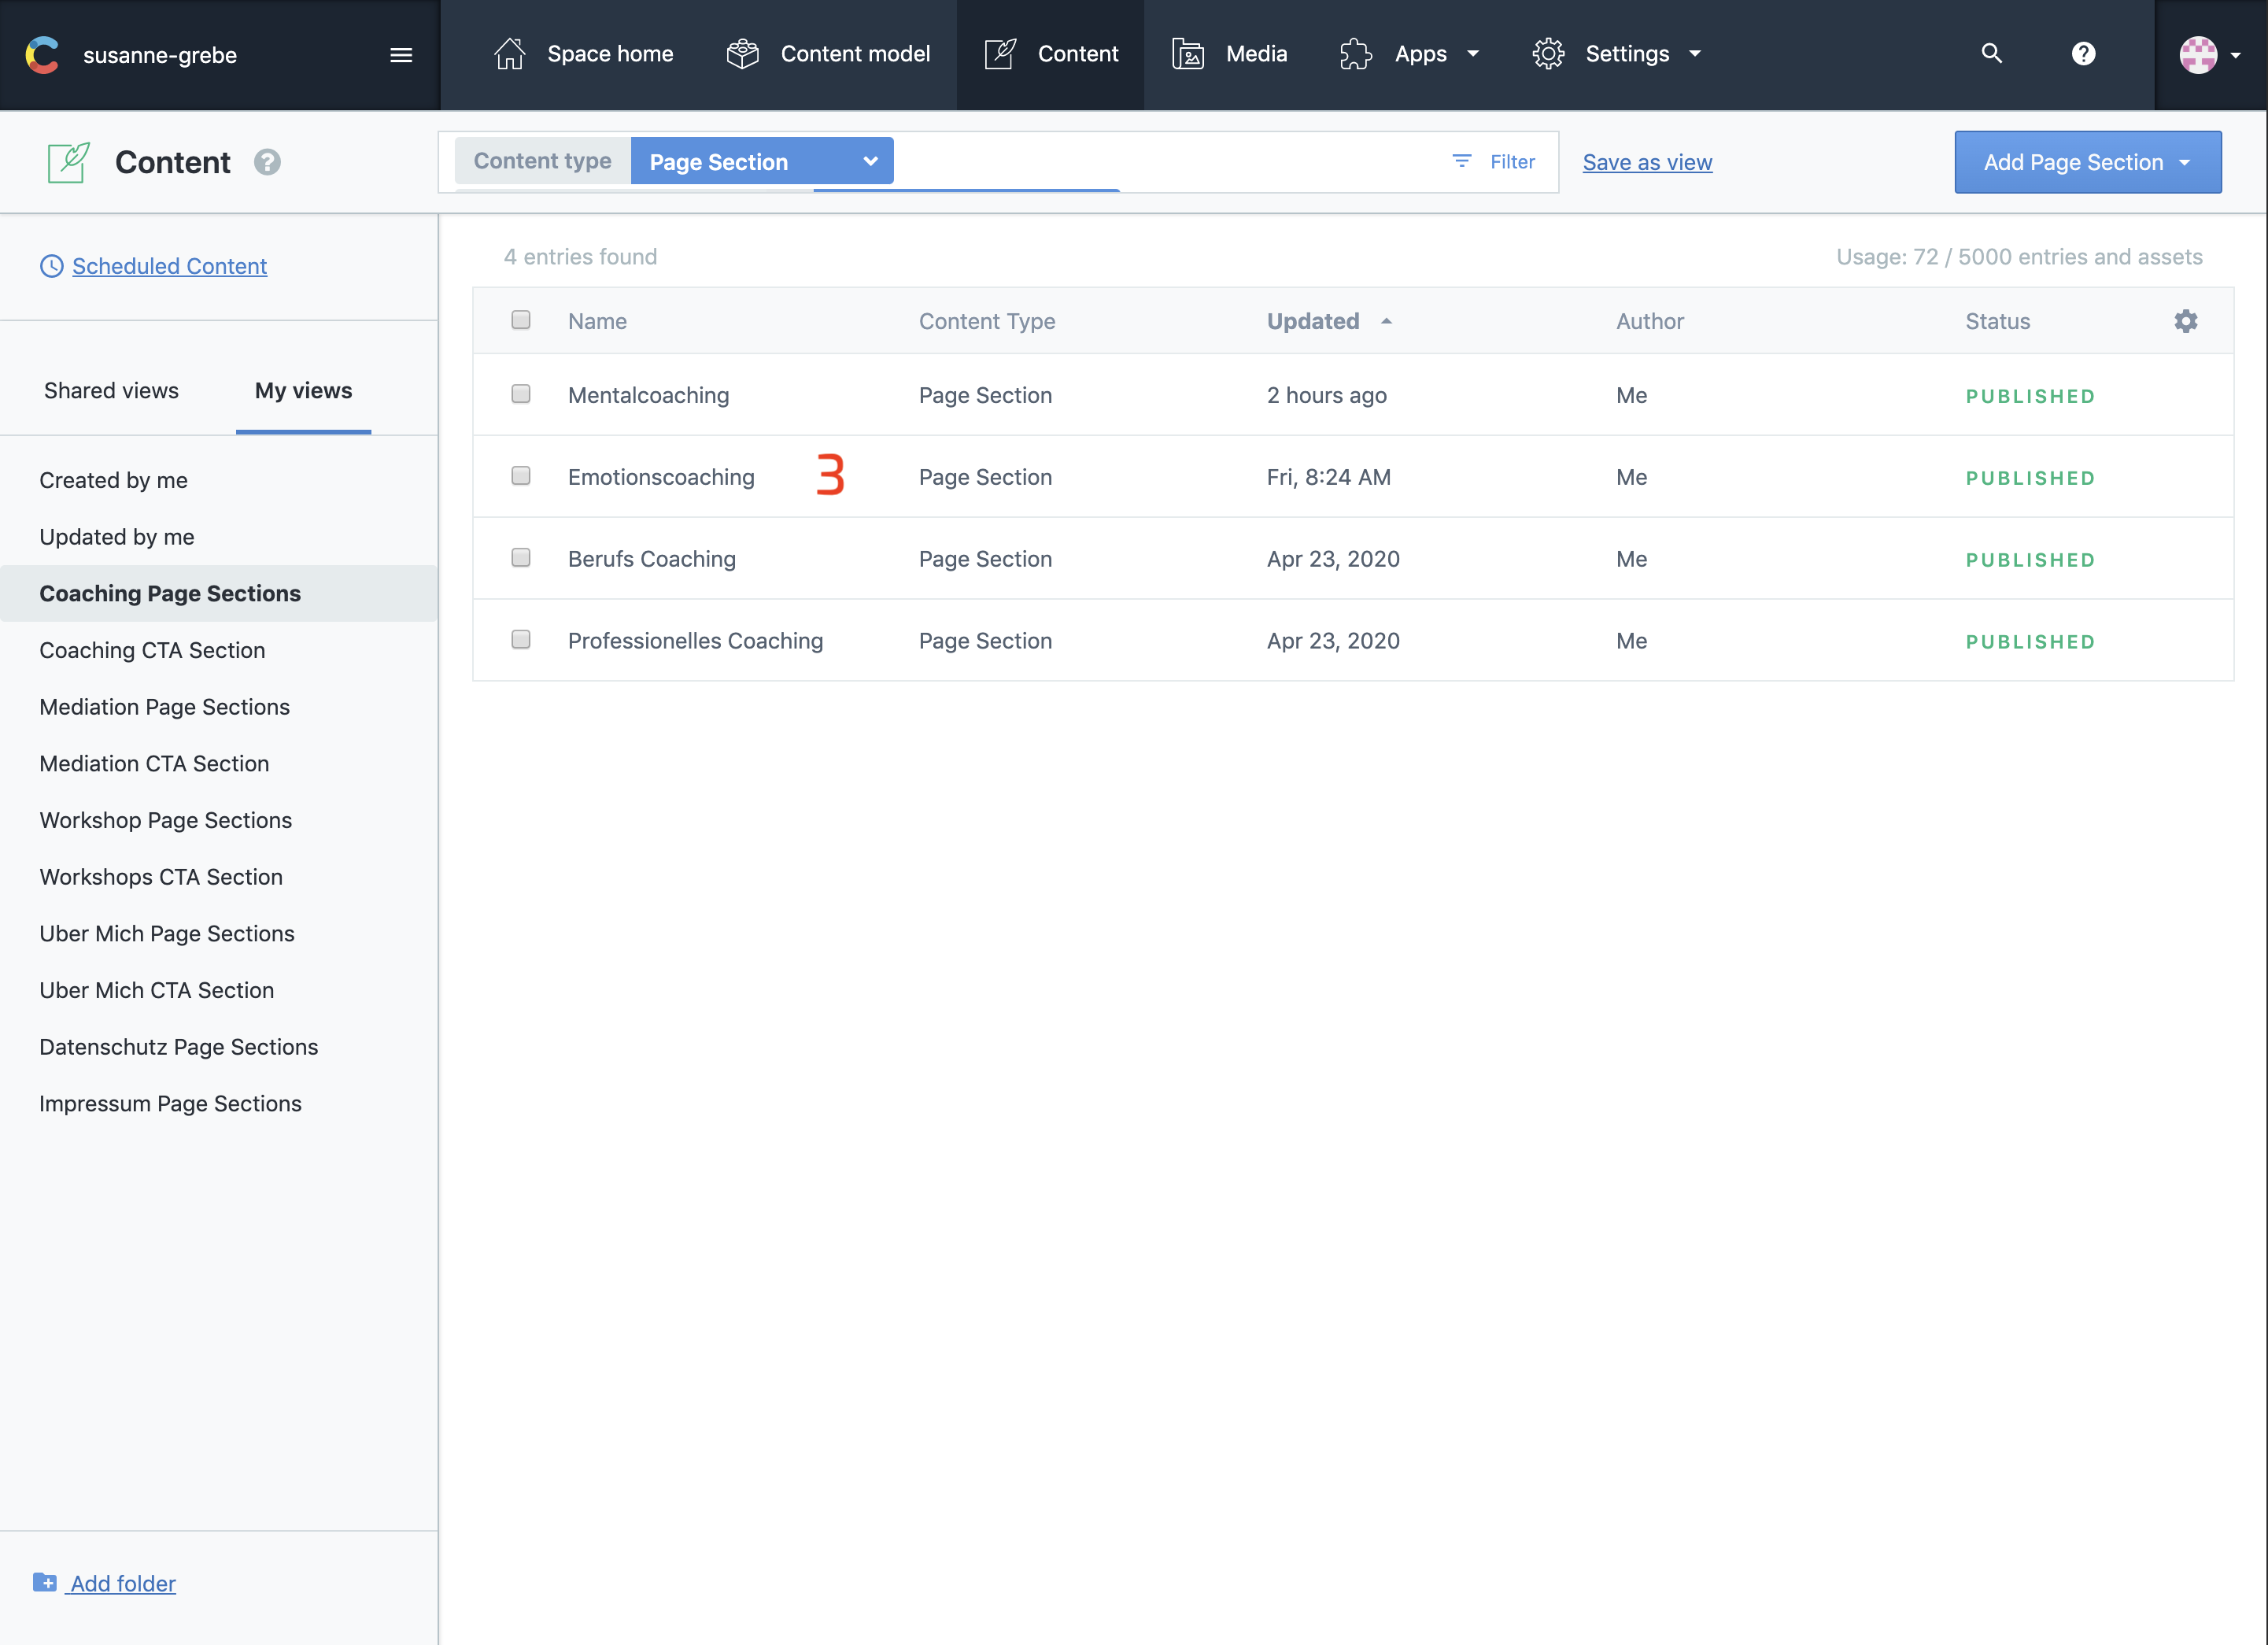 susanne-grebe Space home Content model Content Media Apps Settings
Content Content type Page Section Filter Save as view Add Page Section
Scheduled Content
Shared views My views
Created by me
Updated by me
Coaching Page Sections
Coaching CTA Section
Mediation Page Sections
Mediation CTA Section
Workshop Page Sections
Workshops CTA Section
Uber Mich Page Sections
Uber Mich CTA Section
Datenschutz Page Sections
Impressum Page Sections
Add folder
4 entries found Usage: 72 / 5000 entries and assets
Name Content Type Updated Author Status
Mentalcoaching Page Section 2 hours ago Me PUBLISHED
Emotionscoaching 3 Page Section Fri, 8:24 AM Me PUBLISHED
Berufs Coaching Page Section Apr 23, 2020 Me PUBLISHED
Professionelles Coaching Page Section Apr 23, 2020 Me PUBLISHED